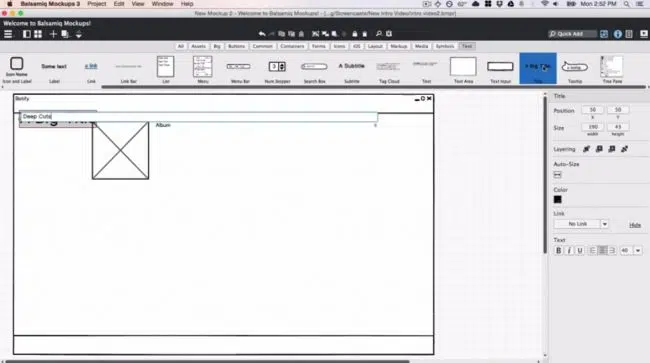 Balsamiq Mockups 3 Project Edit View Window Help
62° Mon 2:52 PM
New Mockup 2 - Welcome to Balsamiq Mockups! - [...g/Screencasts/New Intro Video/intro video2.bmpr]
Welcome to Balsamiq Mockups!
Quick Add
All Assets Big Buttons Common Containers Forms Icons iOS Layout Markup Media Symbols Text
Some text a link A Subtitle A Big Title
Icon Name
Icon and Label Label Link Link Bar List Menu Menu Bar Num. Stepper Search Box Subtitle Tag Cloud Text Text Area Text Input Title Tooltip Tree Pane
Benify
Deep Cuts
Album
Title
Position 50 50
X Y
Size 190 45
width height
Layering
Auto-Size
Color
Link
No Link Hide
Text
B I U 40